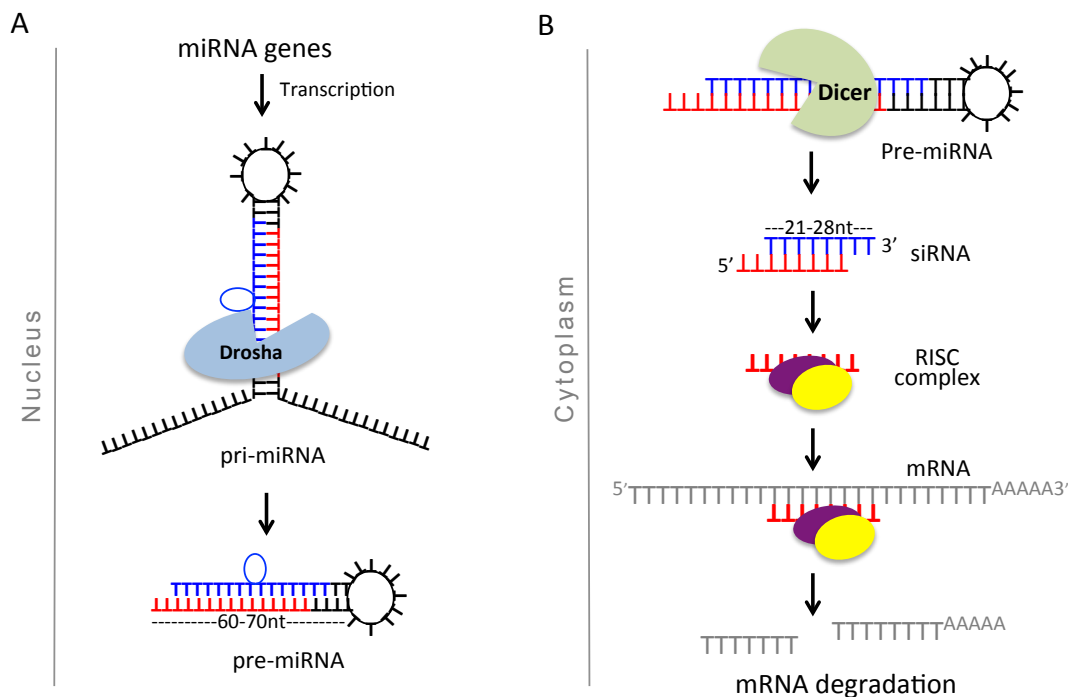 A
miRNA genes
Transcription
Nucleus
Drosha
pri-miRNA
----------60-70nt---------
pre-miRNA
B
Cytoplasm
Dicer
Pre-miRNA
---21-28nt---
3’
5’
siRNA
RISC
complex
mRNA
5’ AAAAA3’
AAAAA
mRNA degradation